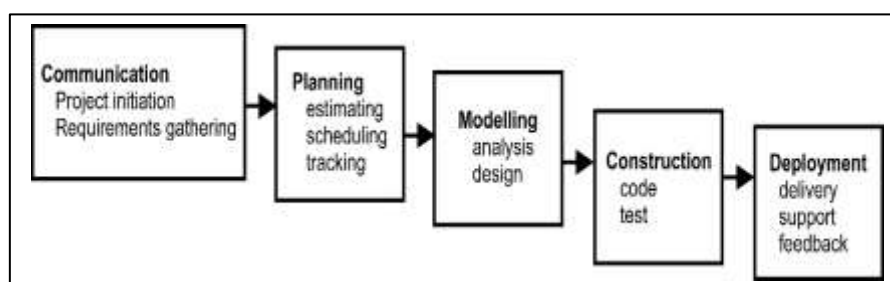 Communication
Project initiation
Requirements gathering
Planning
estimating
scheduling
tracking
Modelling
analysis
design
Construction
code
test
Deployment
delivery
support
feedback